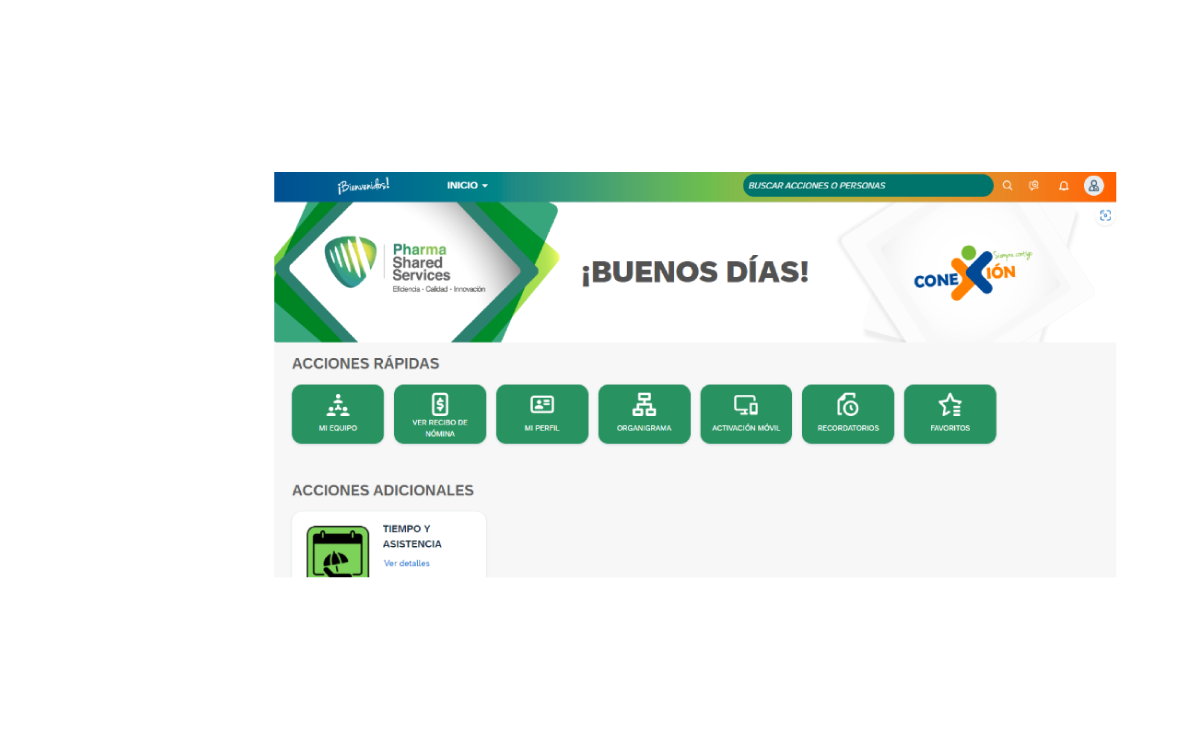 ¡Bienvenidos!
INICIO
BUSCAR ACCIONES O PERSONAS
Pharma
Shared
Services
Eficiencia - Calidad - Innovación
¡BUENOS DÍAS!
Siempre contigo
CONEXIÓN
ACCIONES RÁPIDAS
MI EQUIPO
VER RECIBO DE
NÓMINA
MI PERFIL
ORGANIGRAMA
ACTIVACIÓN MÓVIL
RECORDATORIOS
FAVORITOS
ACCIONES ADICIONALES
TIEMPO Y
ASISTENCIA
Ver detalles